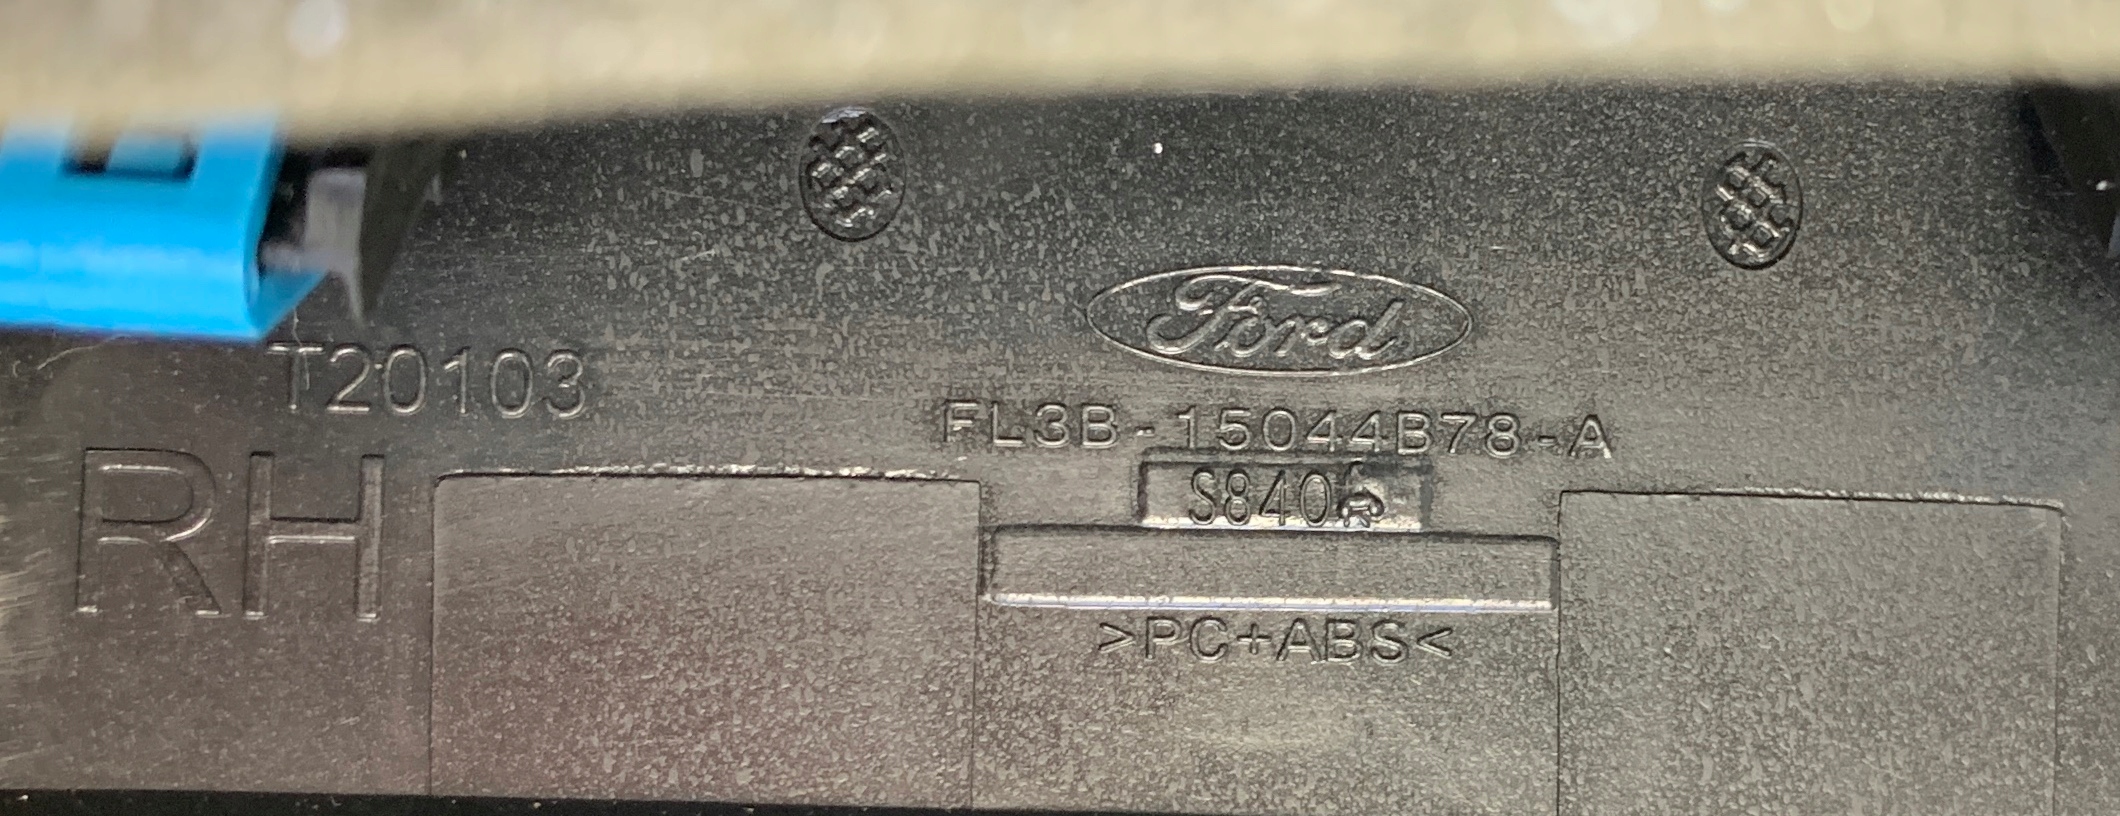 Ford
T20103
FL3B-15044B78-A
RH
S840
>PC+ABS<